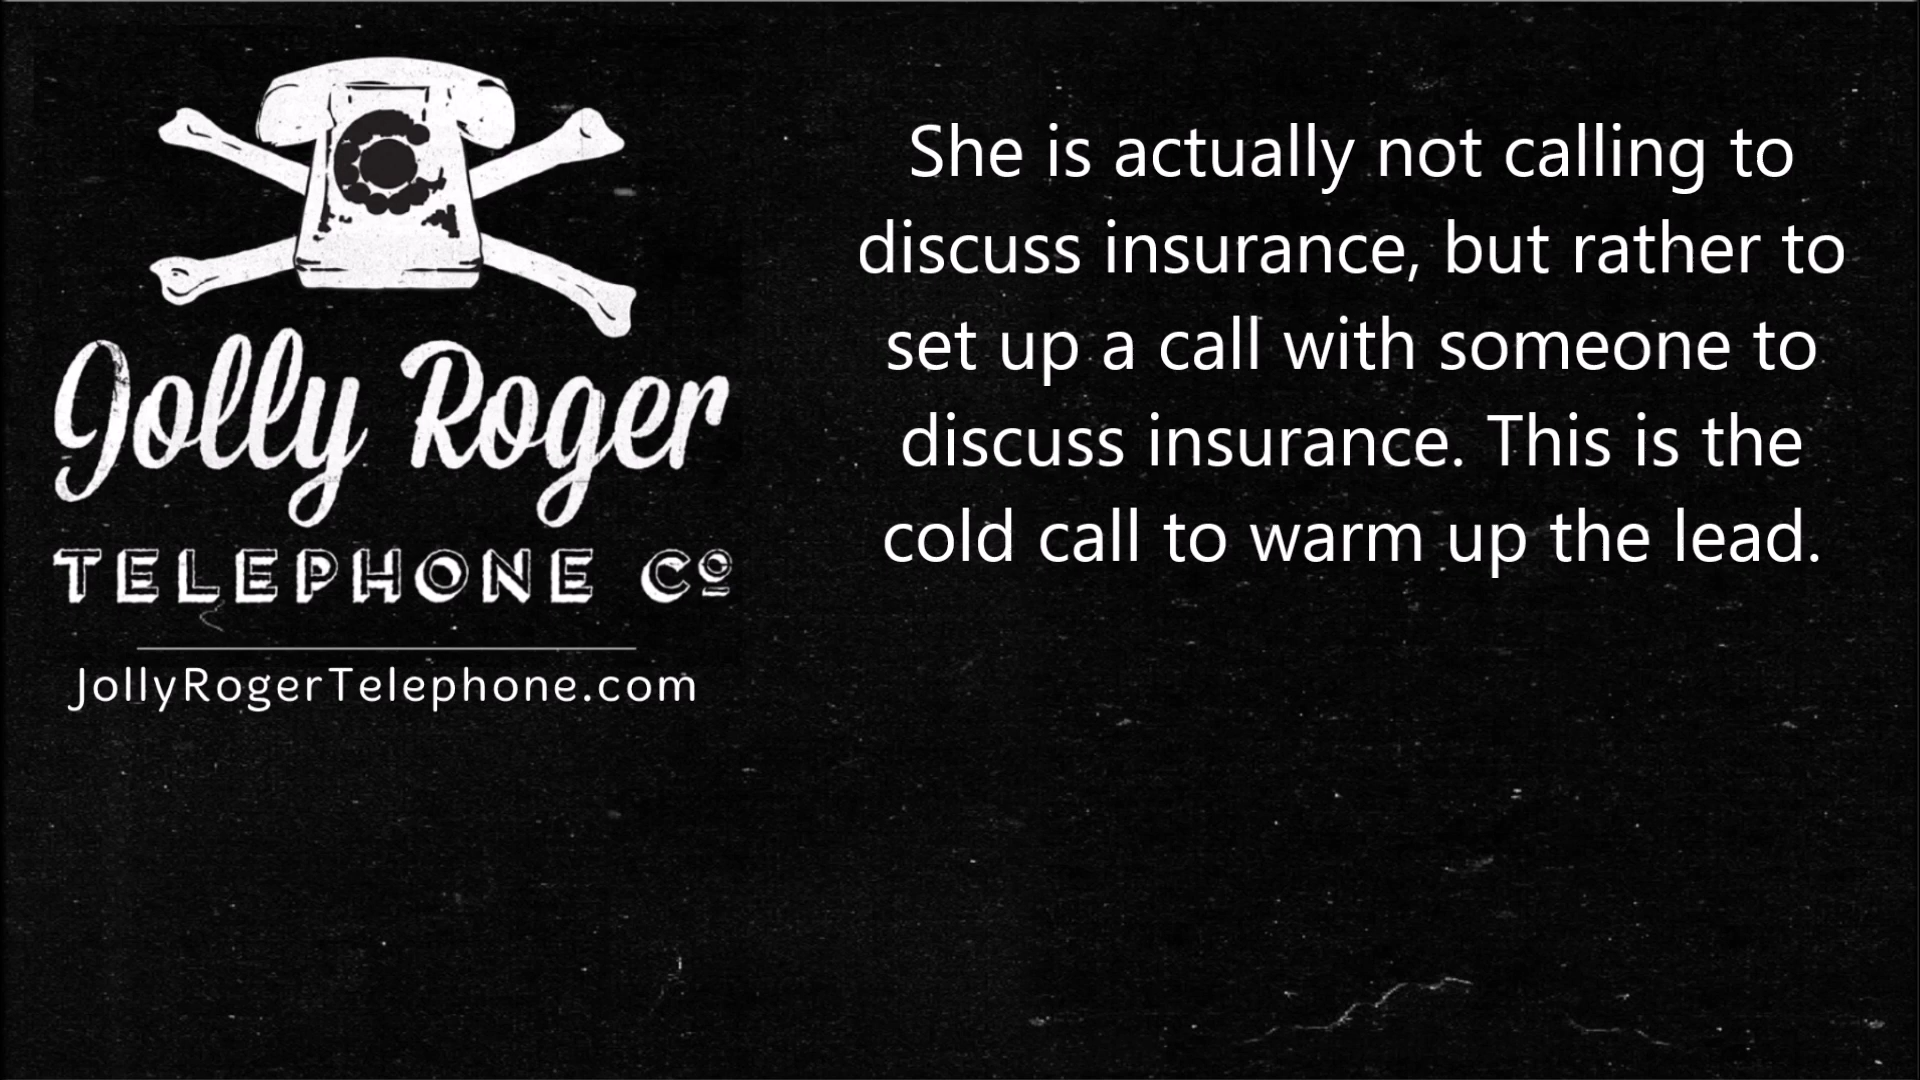 Jolly Roger
TELEPHONE Co
JollyRogerTelephone.com
She is actually not calling to
discuss insurance, but rather to
set up a call with someone to
discuss insurance. This is the
cold call to warm up the lead.